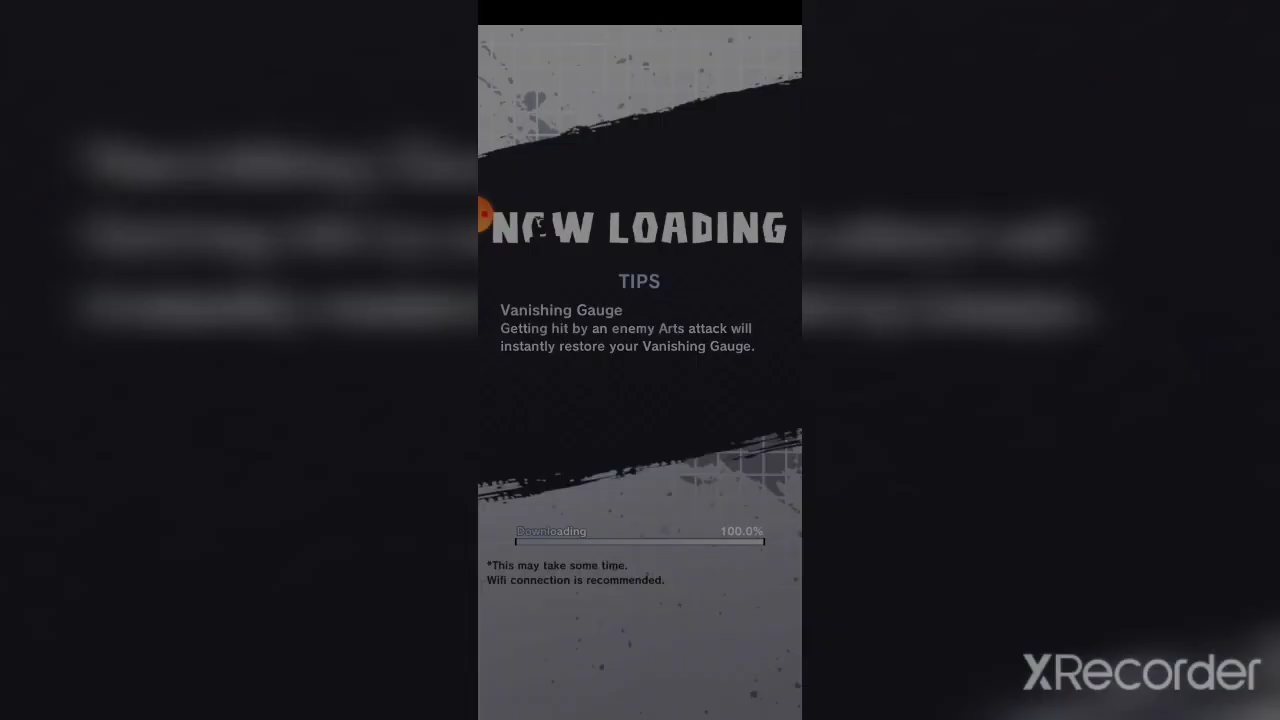 NOW LOADING
TIPS
Vanishing Gauge
Getting hit by an enemy Arts attack will
instantly restore your Vanishing Gauge.
Downloading 100.0%
*This may take some time.
Wifi connection is recommended.
XRecorder